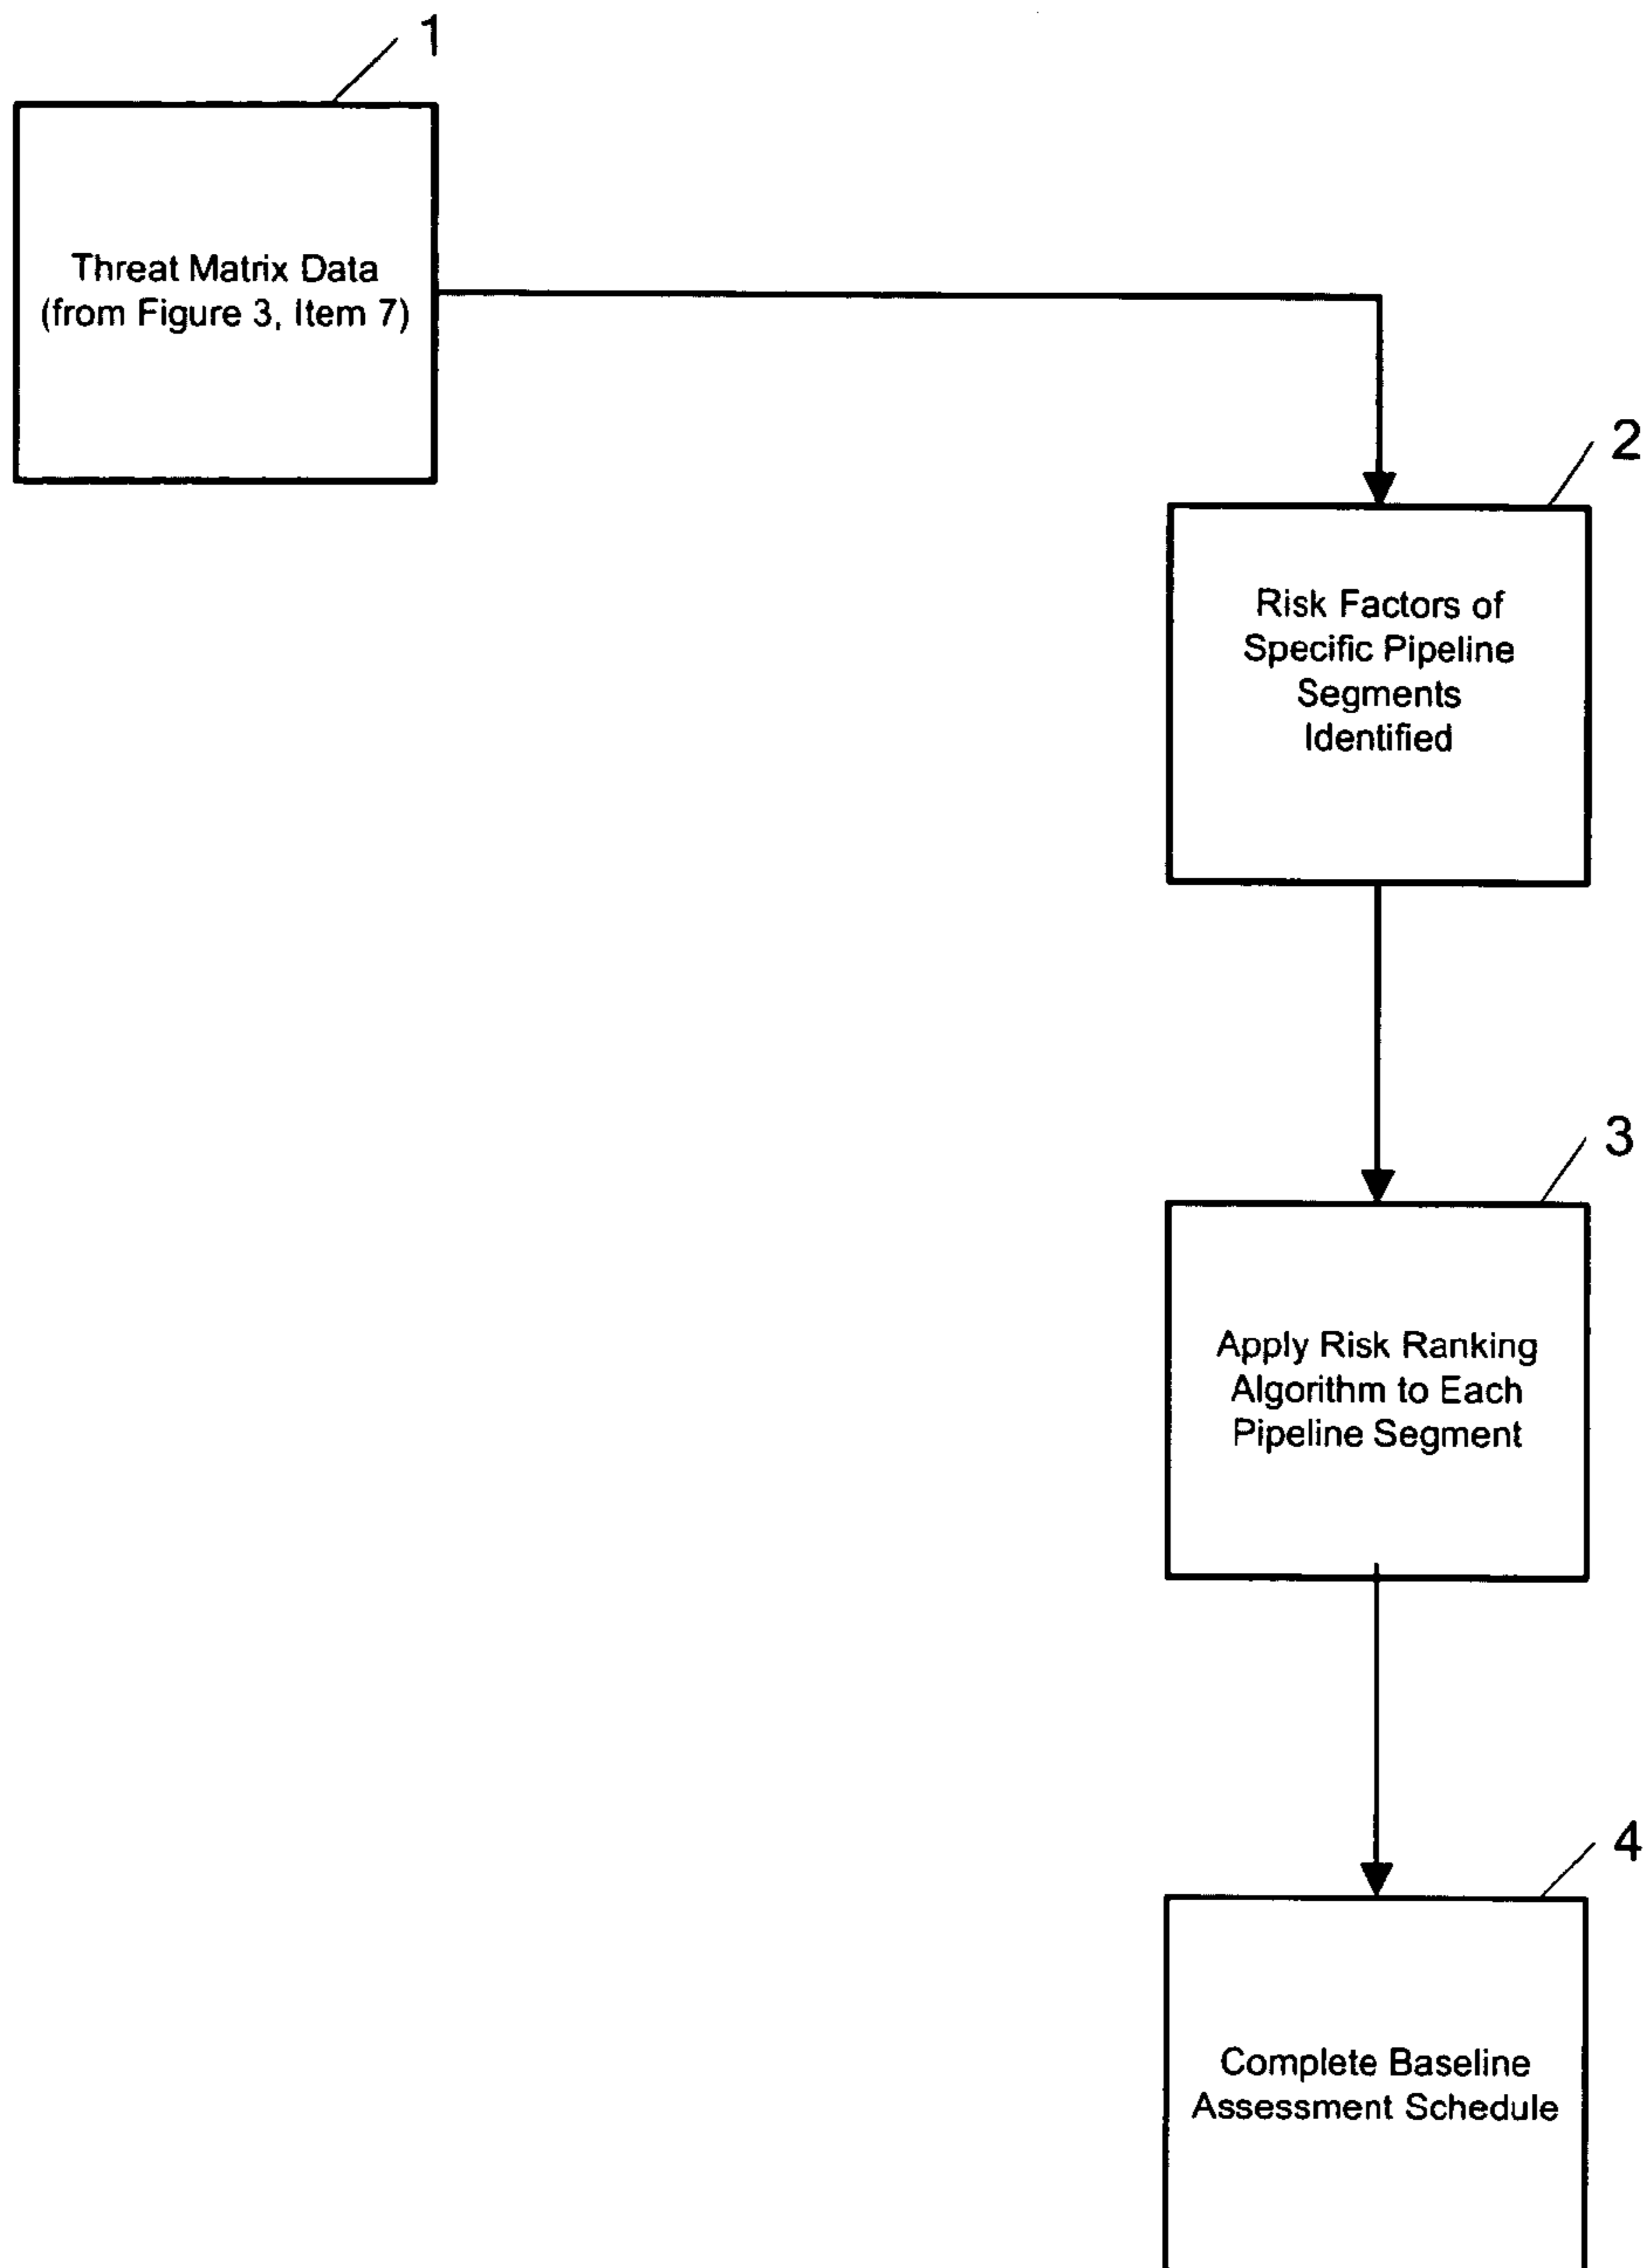 1
Threat Matrix Data
(from Figure 3, Item 7)
2
Risk Factors of
Specific Pipeline
Segments
Identified
3
Apply Risk Ranking
Algorithm to Each
Pipeline Segment
4
Complete Baseline
Assessment Schedule